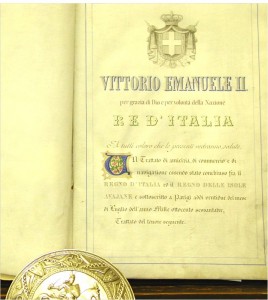 VITTORIO EMANUELE II.
per grazia di Dio e per volontà della Nazione
RE D'ITALIA
A tutti coloro che le presenti vedranno salute.
Un Trattato di amicizia, di commercio e di
navigazione essendo stato conchiuso fra il
REGNO D'ITALIA ed il REGNO DELLE ISOLE
e sottoscritto a Parigi addì ventidue del mese
di Luglio dell'anno Mille ottocento sessantatre,
Trattato del tenore seguente.